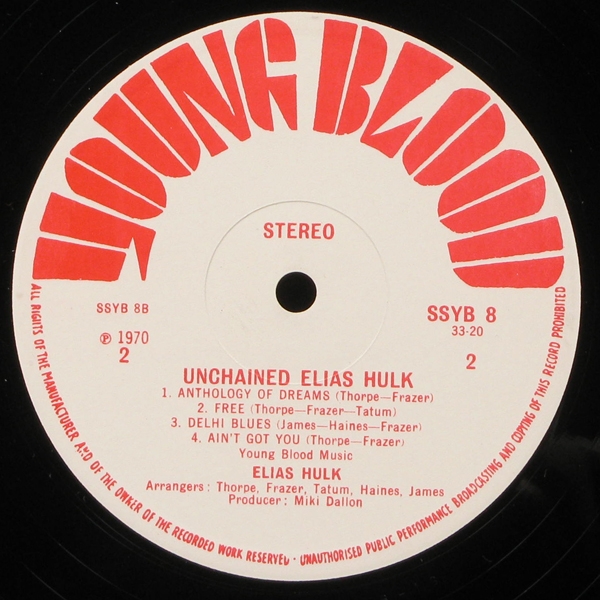 YOUNG BLOOD
STEREO
SSYB 8B
SSYB 8
33-20
℗ 1970
2
2
UNCHAINED ELIAS HULK
1. ANTHOLOGY OF DREAMS (Thorpe—Frazer)
2. FREE (Thorpe—Frazer—Tatum)
3. DELHI BLUES (James—Haines—Frazer)
4. AIN'T GOT YOU (Thorpe—Frazer)
Young Blood Music
ELIAS HULK
Arrangers: Thorpe, Frazer, Tatum, Haines, James
Producer: Miki Dallon
ALL RIGHTS OF THE MANUFACTURER AND OF THE OWNER OF THE RECORDED WORK RESERVED · UNAUTHORISED PUBLIC PERFORMANCE BROADCASTING AND COPYING OF THIS RECORD PROHIBITED